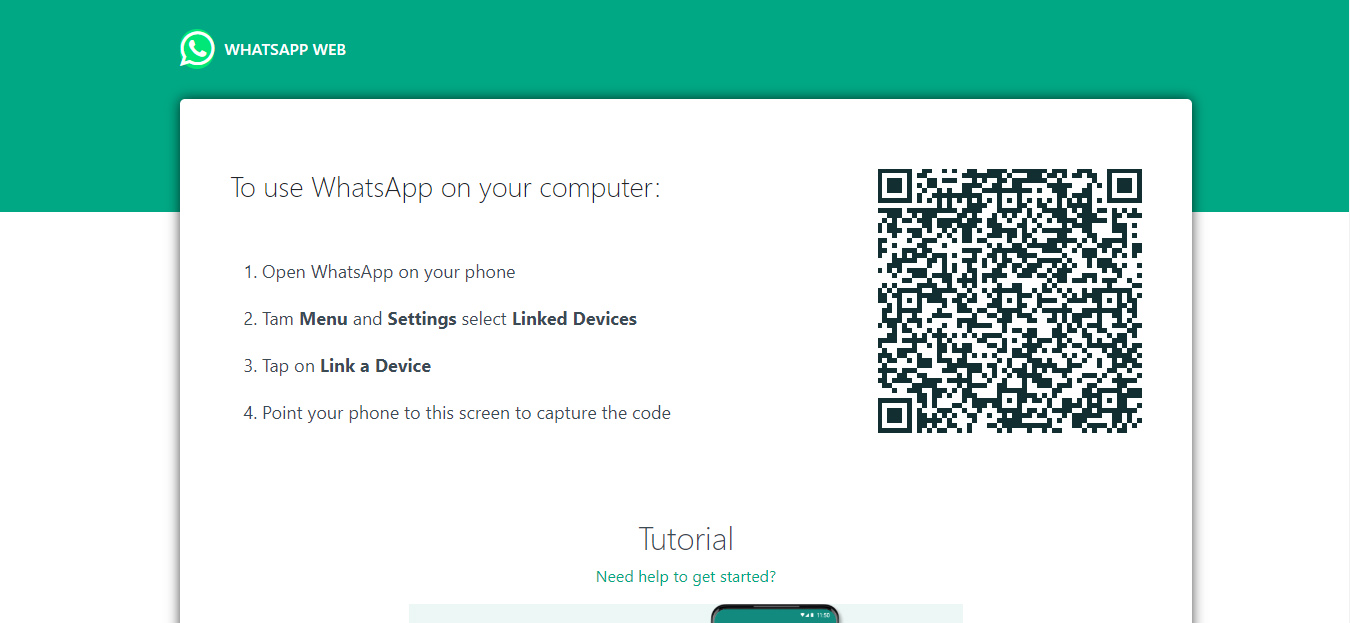 WHATSAPP WEB
To use WhatsApp on your computer:
1. Open WhatsApp on your phone
2. Tam Menu and Settings select Linked Devices
3. Tap on Link a Device
4. Point your phone to this screen to capture the code
Tutorial
Need help to get started?
11:50